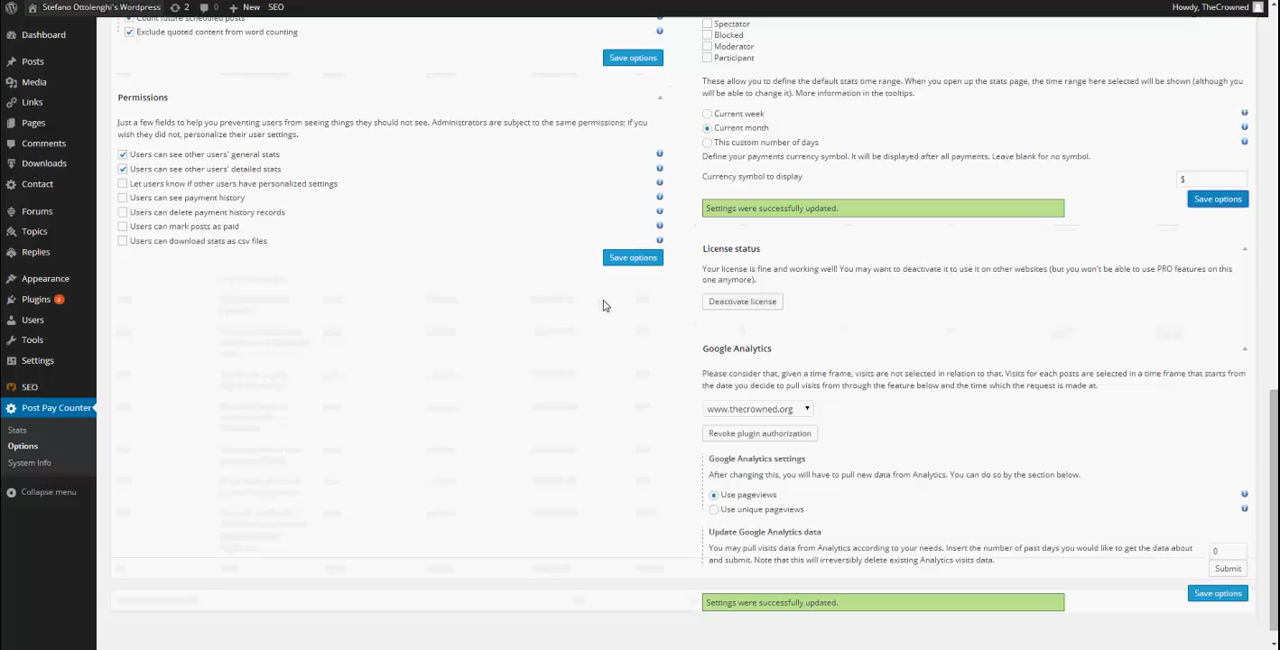 Stefano Ottolenghi's Wordpress 2 0 New SEO Howdy, TheCrowned
Dashboard
Posts
Media
Links
Pages
Comments
Downloads
Contact
Forums
Topics
Replies
Appearance
Plugins 2
Users
Tools
Settings
SEO
Post Pay Counter
Stats
Options
System Info
Collapse menu
Count future scheduled posts
Exclude quoted content from word counting
Save options
Permissions
Just a few fields to help you preventing users from seeing things they should not see. Administrators are subject to the same permissions; if
you wish they did not, personalize their user settings.
Users can see other users' general stats
Users can see other users' detailed stats
Let users know if other users have personalized settings
Users can see payment history
Users can delete payment history records
Users can mark posts as paid
Users can download stats as csv files
Save options
Spectator
Blocked
Moderator
Participant
These allow you to define the default stats time range. When you open up the stats page, the time range here selected will be shown (although you
will be able to change it). More information in the tooltips.
Current week
Current month
This custom number of days
Define your payments currency symbol. It will be displayed after all payments. Leave blank for no symbol.
Currency symbol to display $
Save options
Settings were successfully updated.
License status
Your license is fine and working well! You may want to deactivate it to use it on other websites (but you won't be able to use PRO features on this
one anymore).
Deactivate license
Google Analytics
Please consider that, given a time frame, visits are not selected in relation to that. Visits for each posts are selected in a time frame that starts from
the date you decide to pull visits from through the feature below and the time which the request is made at.
www.thecrowned.org
Revoke plugin authorization
Google Analytics settings
After changing this, you will have to pull new data from Analytics. You can do so by the section below.
Use pageviews
Use unique pageviews
Update Google Analytics data
You may pull visits data from Analytics according to your needs. Insert the number of past days you would like to get the data about
and submit. Note that this will irreversibly delete existing Analytics visits data.
0
Submit
Save options
Settings were successfully updated.